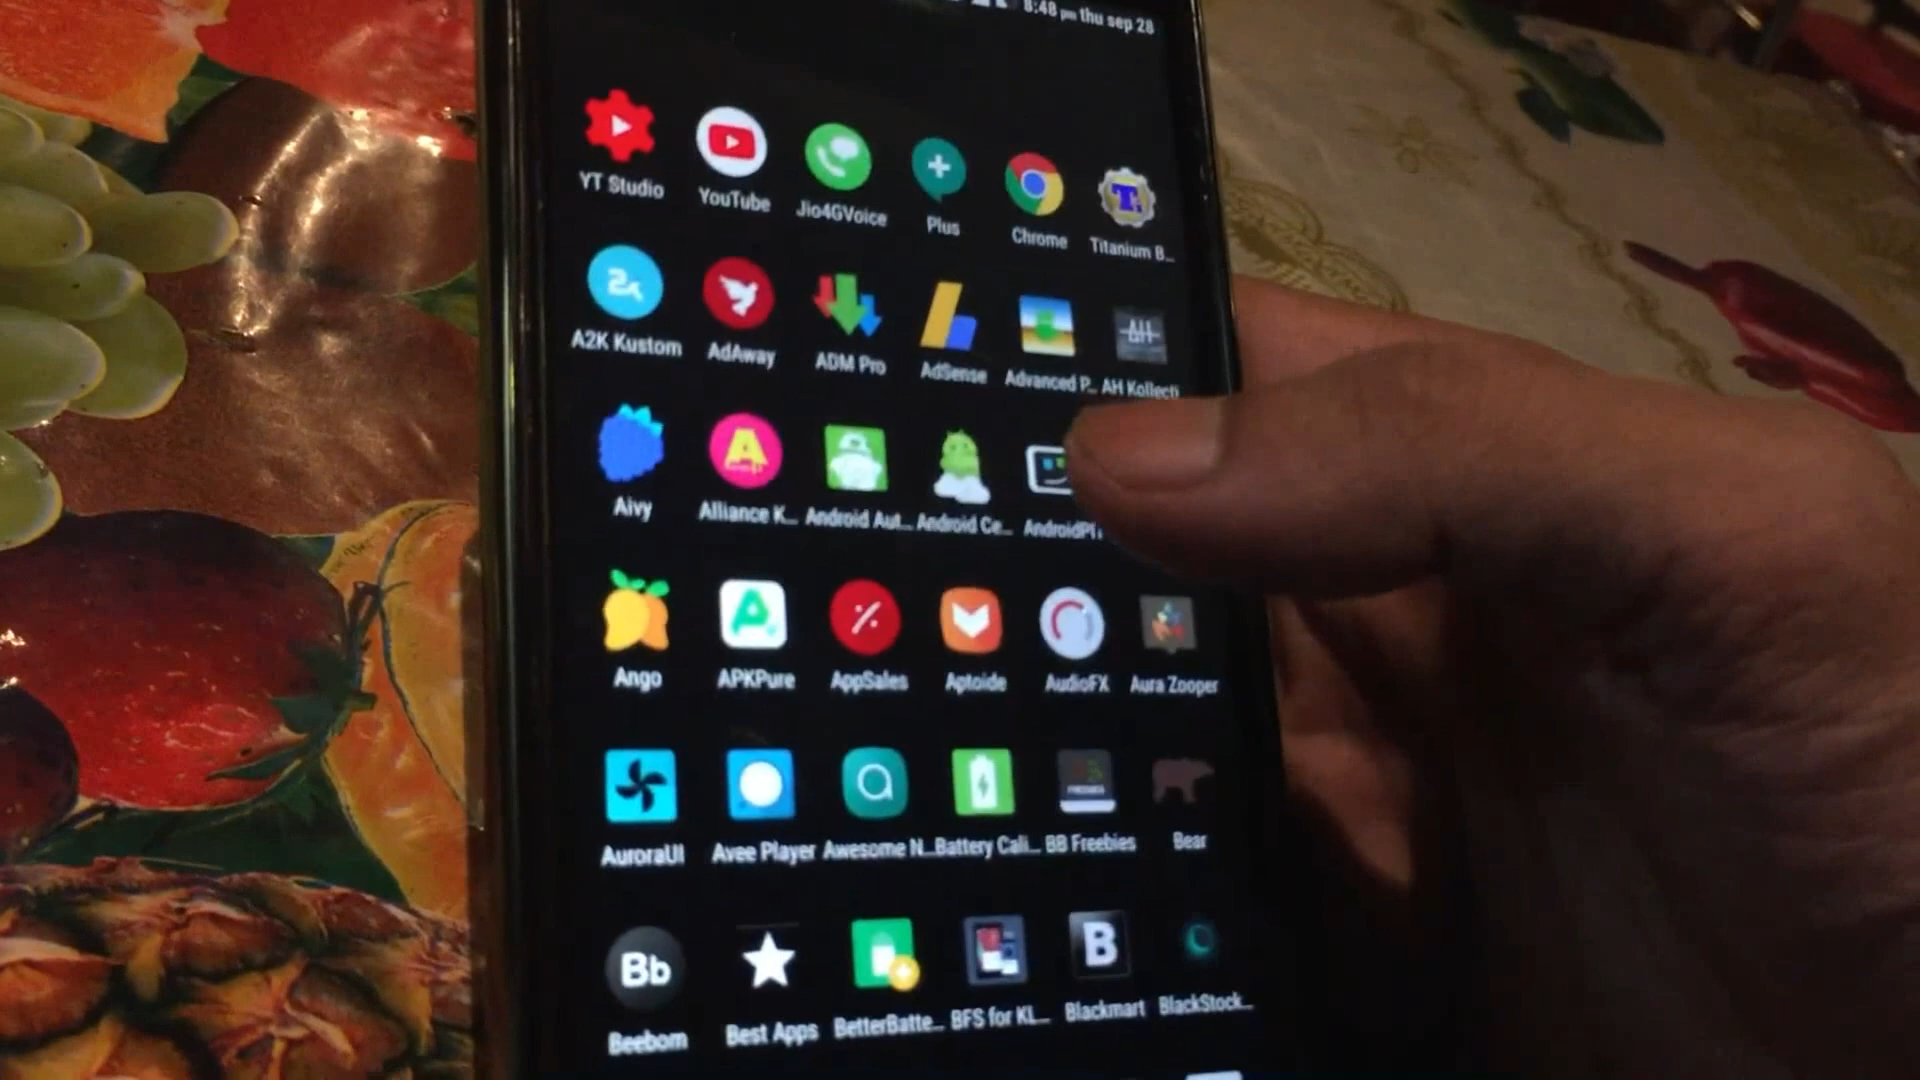 8:48 pm thu sep 28
YT Studio YouTube Jio4GVoice Plus Chrome Titanium B...
A2K Kustom AdAway ADM Pro AdSense Advanced P... AH Kollecti
Aivy Alliance K... Android Aut... Android Ce... AndroidPI
Ango APKPure AppSales Aptoide AudioFX Aura Zooper
AuroraUI Avee Player Awesome N... Battery Cali... BB Freebies Bear
Bb B
Beebom Best Apps BetterBatte... BFS for KL... Blackmart BlackStock...